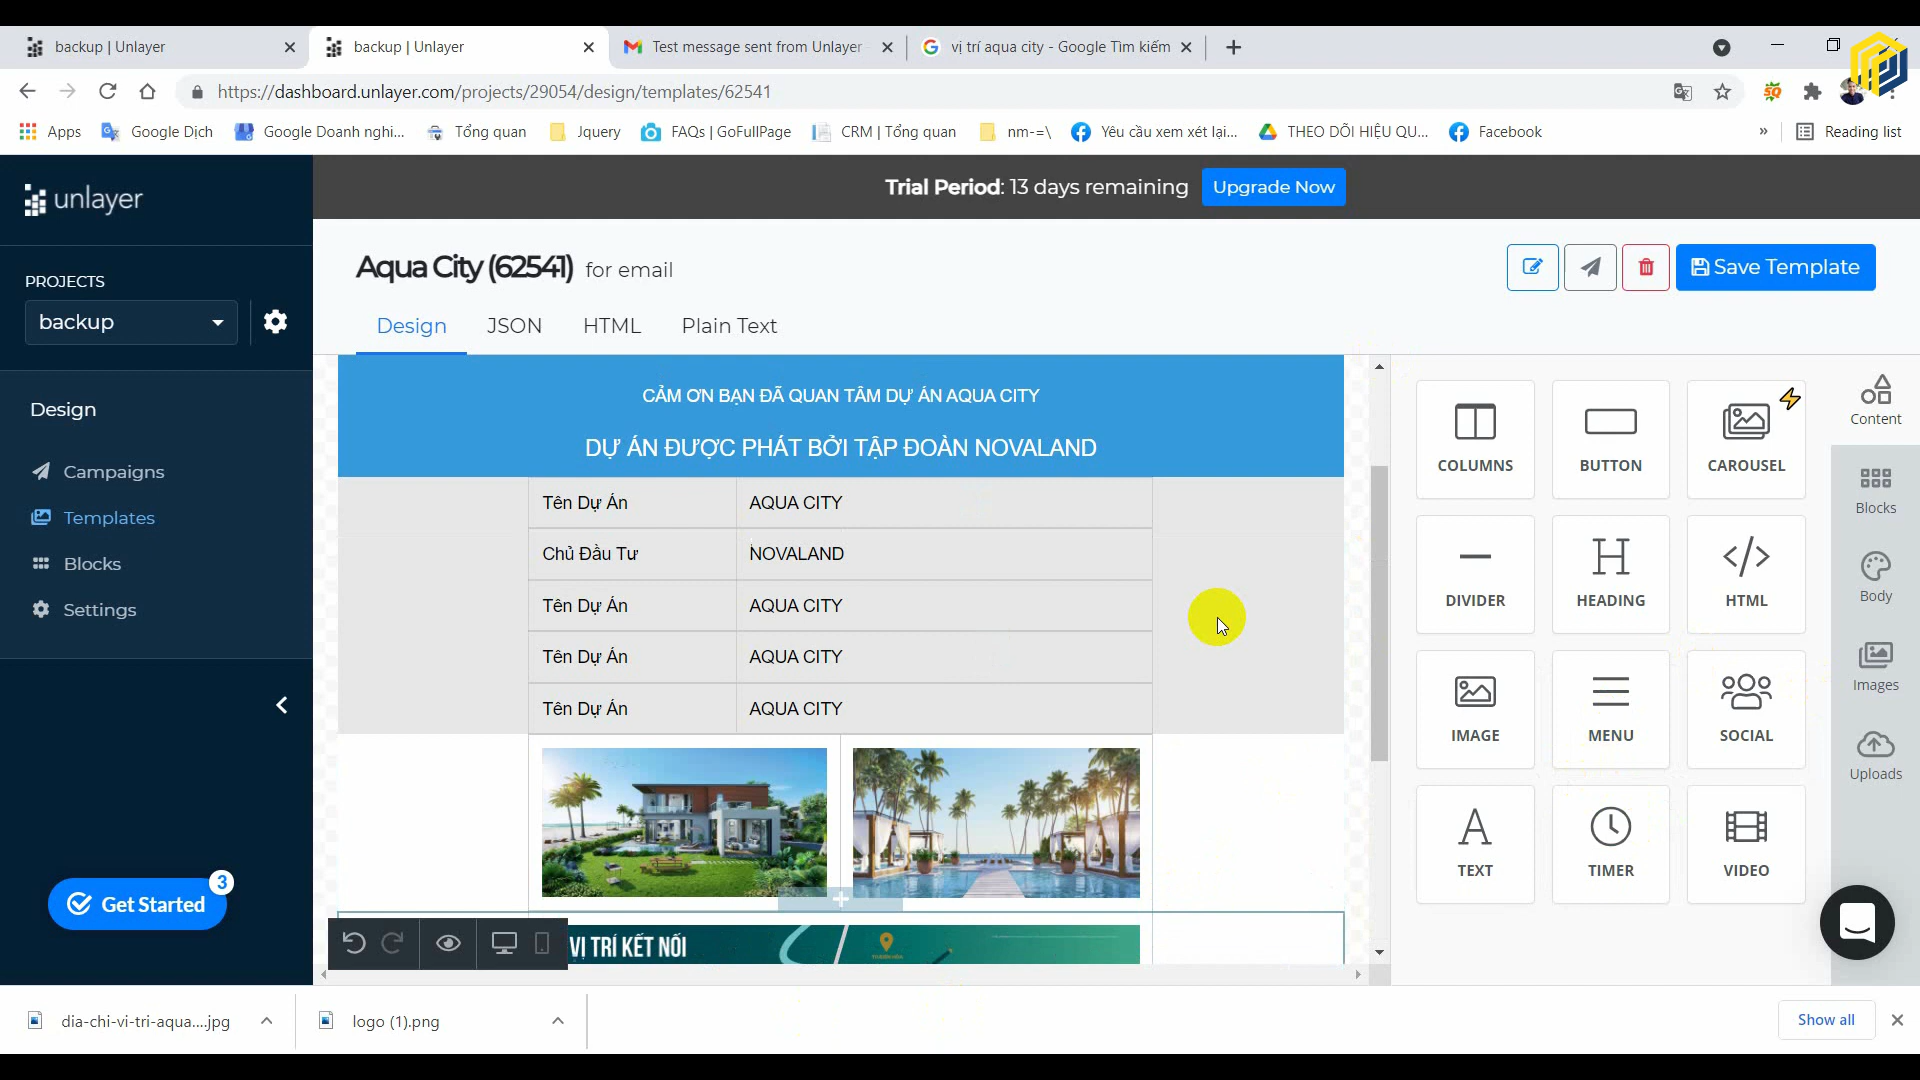 backup | Unlayer
backup | Unlayer
Test message sent from Unlayer
vị trí aqua city - Google Tìm kiếm
https://dashboard.unlayer.com/projects/29054/design/templates/62541
Apps
Google Dịch
Google Doanh nghi...
Tổng quan
Jquery
FAQs | GoFullPage
CRM | Tổng quan
nm-=\
Yêu cầu xem xét lại...
THEO DÕI HIỆU QU...
Facebook
»
Reading list
unlayer
Trial Period: 13 days remaining
Upgrade Now
PROJECTS
backup
Aqua City (62541) for email
Save Template
Design
JSON
HTML
Plain Text
Design
Campaigns
Templates
Blocks
Settings
3
Get Started
CẢM ƠN BẠN ĐÃ QUAN TÂM DỰ ÁN AQUA CITY
DỰ ÁN ĐƯỢC PHÁT BỞI TẬP ĐOÀN NOVALAND
Tên Dự Án AQUA CITY
Chủ Đầu Tư NOVALAND
Tên Dự Án AQUA CITY
Tên Dự Án AQUA CITY
Tên Dự Án AQUA CITY
VỊ TRÍ KẾT NỐI
COLUMNS
BUTTON
CAROUSEL
DIVIDER
HEADING
HTML
IMAGE
MENU
SOCIAL
TEXT
TIMER
VIDEO
Content
Blocks
Body
Images
Uploads
dia-chi-vi-tri-aqua....jpg
logo (1).png
Show all